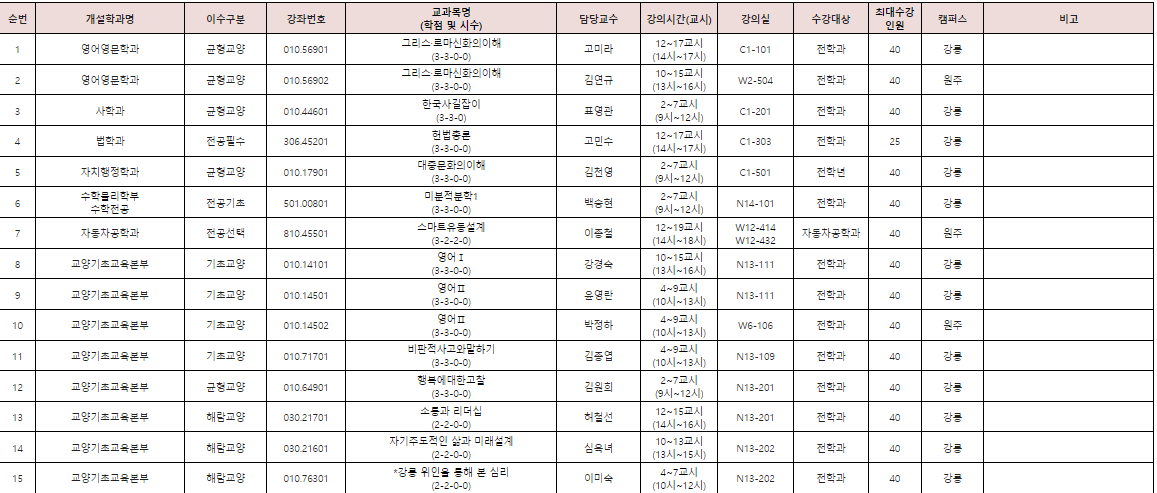 순번 개설학과명 이수구분 강좌번호 교과목명 (학점 및 시수) 담당교수 강의시간(교시) 강의실 수강대상 최대수강 인원 캠퍼스 비고
1 영어영문학과 균형교양 010.56901 그리스·로마신화의이해 (3-3-0-0) 고미라 12~17교시 (14시~17시) C1-101 전학과 40 강릉
2 영어영문학과 균형교양 010.56902 그리스·로마신화의이해 (3-3-0-0) 김연규 10~15교시 (13시~16시) W2-504 전학과 40 원주
3 사학과 균형교양 010.44601 한국사길잡이 (3-3-0) 표영관 2~7교시 (9시~12시) C1-201 전학과 40 강릉
4 법학과 전공필수 306.45201 헌법총론 (3-3-0-0) 고민수 12~17교시 (14시~17시) C1-303 전학과 25 강릉
5 자치행정학과 균형교양 010.17901 대중문화의이해 (3-3-0-0) 김천영 2~7교시 (9시~12시) C1-501 전학년 40 강릉
6 수학물리학부 수학전공 전공기초 501.00801 미분적분학1 (3-3-0-0) 백승현 2~7교시 (9시~12시) N14-101 전학과 40 강릉
7 자동차공학과 전공선택 810.45501 스마트유동설계 (3-2-2-0) 이중철 12~19교시 (14시~18시) W12-414 W12-432 자동차공학과 40 원주
8 교양기초교육본부 기초교양 010.14101 영어Ⅰ (3-3-0-0) 강경숙 10~15교시 (13시~16시) N13-111 전학과 40 강릉
9 교양기초교육본부 기초교양 010.14501 영어Ⅱ (3-3-0-0) 윤영란 4~9교시 (10시~13시) N13-111 전학과 40 강릉
10 교양기초교육본부 기초교양 010.14502 영어Ⅱ (3-3-0-0) 박정하 4~9교시 (10시~13시) W6-106 전학과 40 원주
11 교양기초교육본부 기초교양 010.71701 비판적사고와말하기 (3-3-0-0) 김종엽 4~9교시 (10시~13시) N13-109 전학과 40 강릉
12 교양기초교육본부 균형교양 010.64901 행복에대한고찰 (3-3-0-0) 김원희 2~7교시 (9시~12시) N13-201 전학과 40 강릉
13 교양기초교육본부 해람교양 030.21701 소통과 리더십 (2-2-0-0) 허철선 12~15교시 (14시~16시) N13-201 전학과 40 강릉
14 교양기초교육본부 해람교양 030.21601 자기주도적인 삶과 미래설계 (2-2-0-0) 심옥녀 10~13교시 (13시~15시) N13-202 전학과 40 강릉
15 교양기초교육본부 해람교양 010.76301 *강릉 위인을 통해 본 심리 (2-2-0-0) 이미숙 4~7교시 (10시~12시) N13-202 전학과 40 강릉